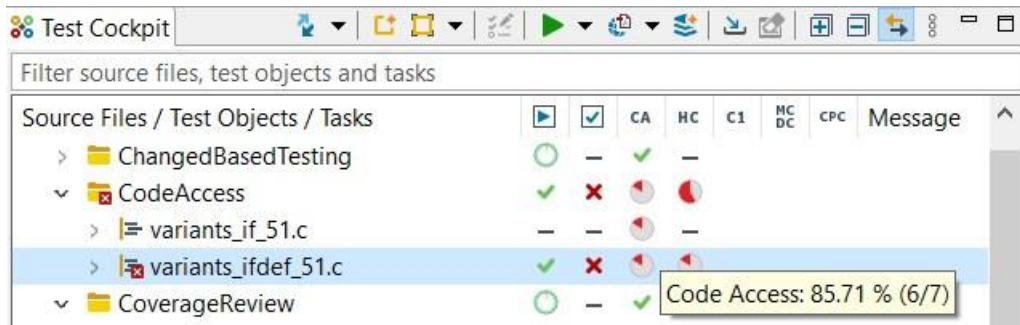 Test Cockpit
Filter source files, test objects and tasks
Source Files / Test Objects / Tasks CA HC C1 MC DC CPC Message
ChangedBasedTesting
CodeAccess
variants_if_51.c
variants_ifdef_51.c
Code Access: 85.71 % (6/7)
CoverageReview